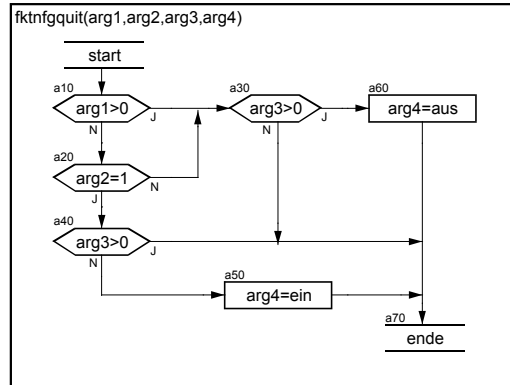 fktnfgquit(arg1,arg2,arg3,arg4)
start
a10
arg1>0
J
N
a30
arg3>0
J
N
a60
arg4=aus
a20
arg2=1
N
J
a40
arg3>0
J
N
a50
arg4=ein
a70
ende